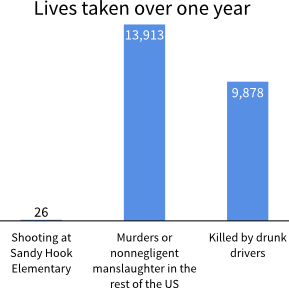 Lives taken over one year
13,913
9,878
26
Shooting at
Sandy Hook
Elementary
Murders or
nonnegligent
manslaughter in the
rest of the US
Killed by drunk
drivers